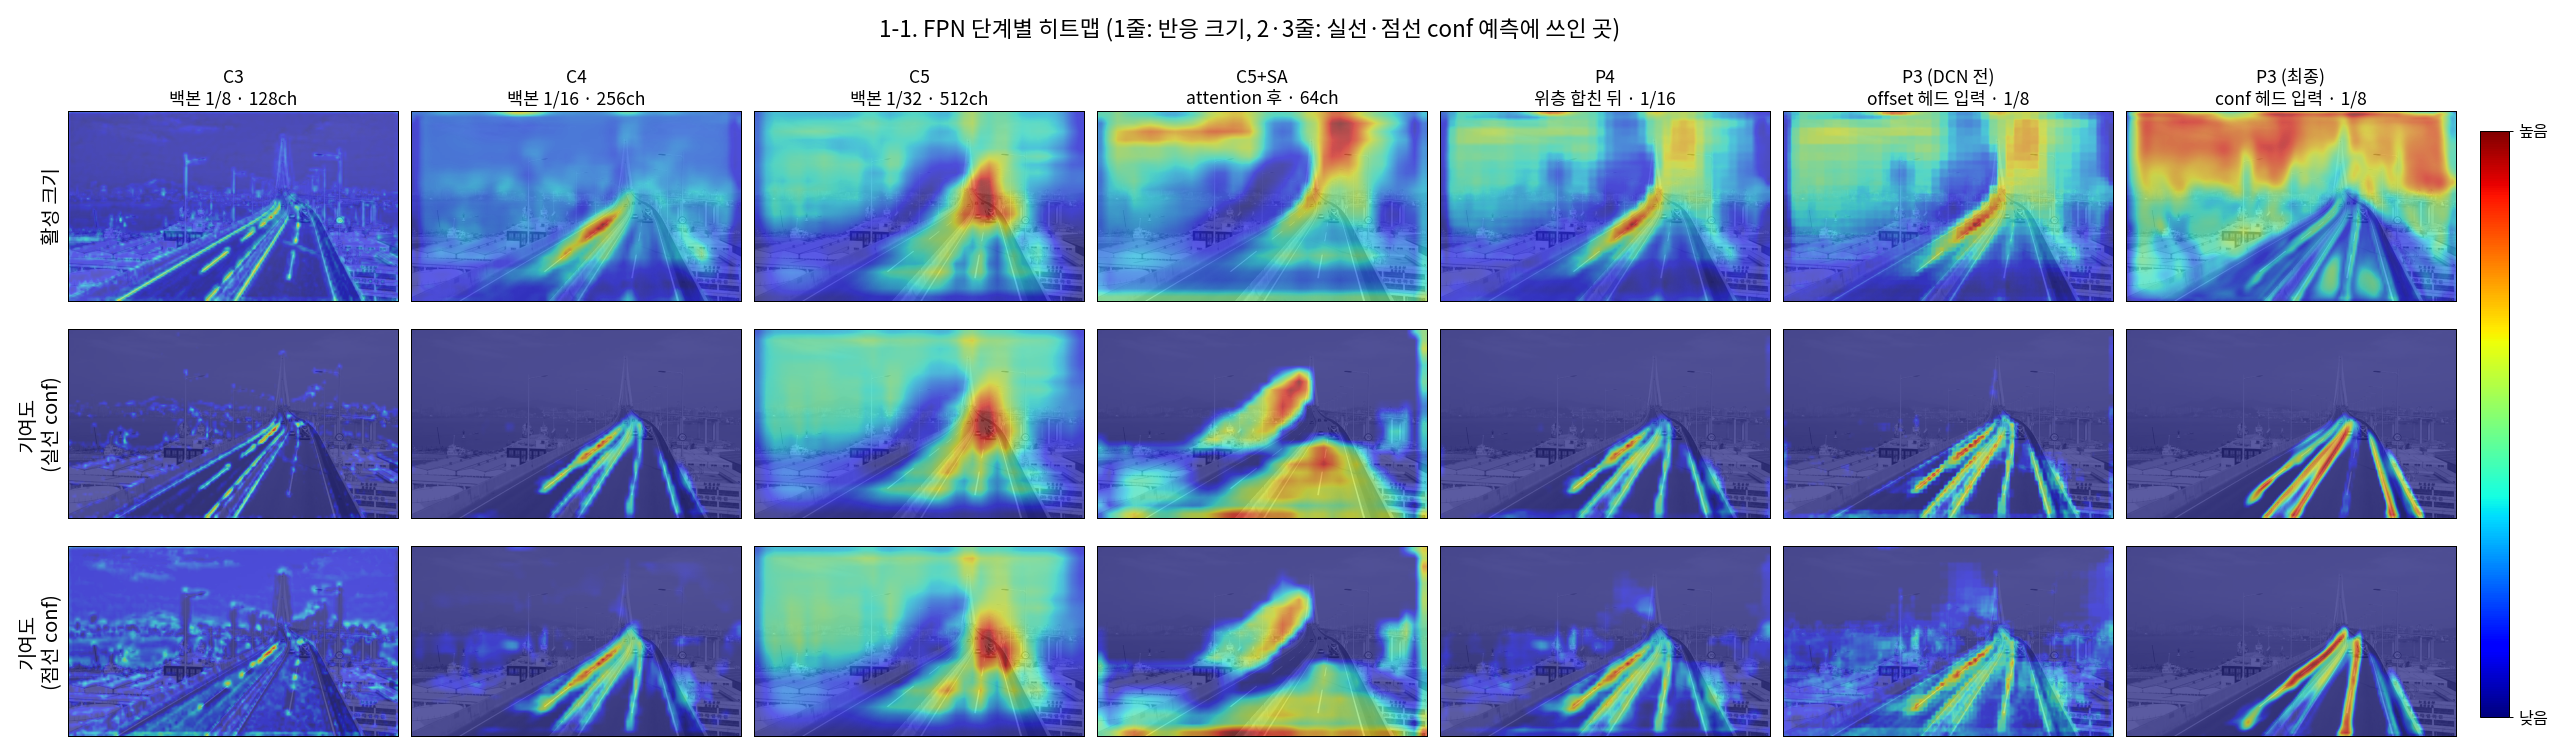 1-1. FPN 단계별 히트맵 (1줄: 반응 크기, 2·3줄: 실선·점선 conf 예측에 쓰인 곳)
C3
백본 1/8 · 128ch
C4
백본 1/16 · 256ch
C5
백본 1/32 · 512ch
C5+SA
attention 후 · 64ch
P4
위층 합친 뒤 · 1/16
P3 (DCN 전)
offset 헤드 입력 · 1/8
P3 (최종)
conf 헤드 입력 · 1/8
활성 크기
기여도
(실선 conf)
기여도
(점선 conf)
높음
낮음